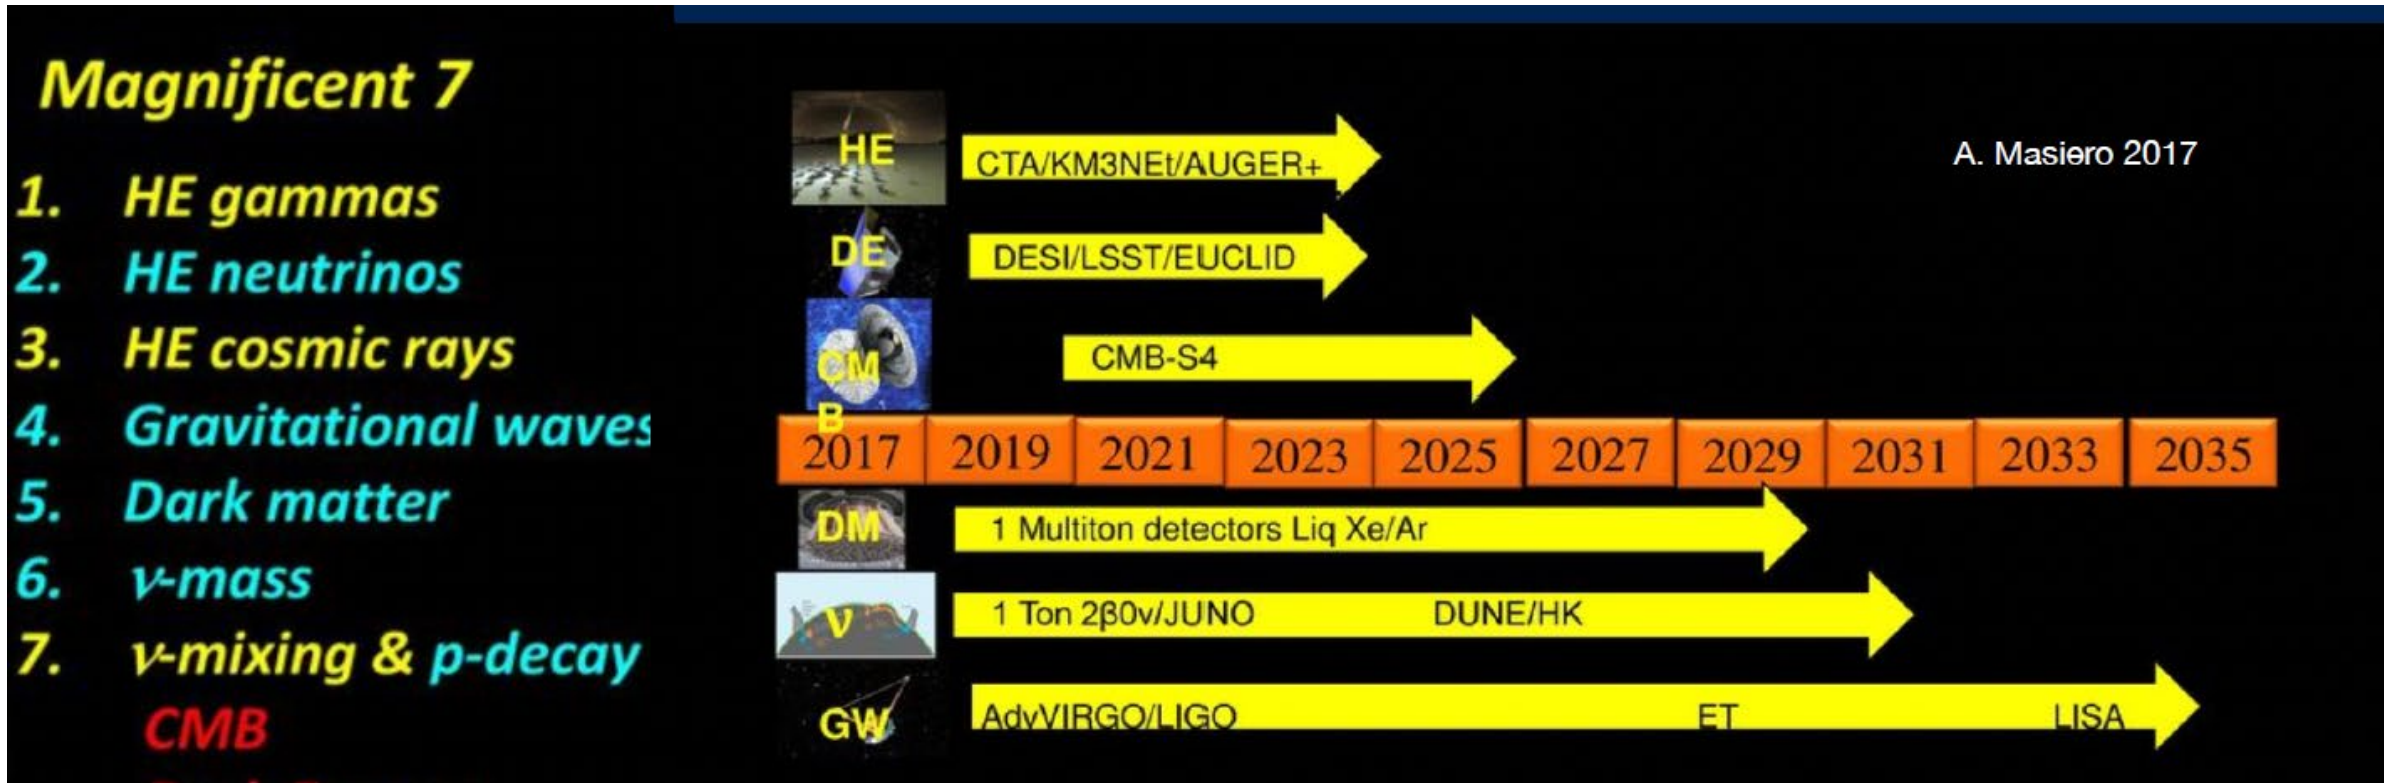 Magnificent 7
1. HE gammas
2. HE neutrinos
3. HE cosmic rays
4. Gravitational waves
5. Dark matter
6. ν-mass
7. ν-mixing & p-decay
CMB
A. Masiero 2017
HE
CTA/KM3NEt/AUGER+
DE
DESI/LSST/EUCLID
CM
B
CMB-S4
2017 2019 2021 2023 2025 2027 2029 2031 2033 2035
DM
1 Multiton detectors Liq Xe/Ar
ν
1 Ton 2β0ν/JUNO DUNE/HK
GW
AdvVIRGO/LIGO ET LISA